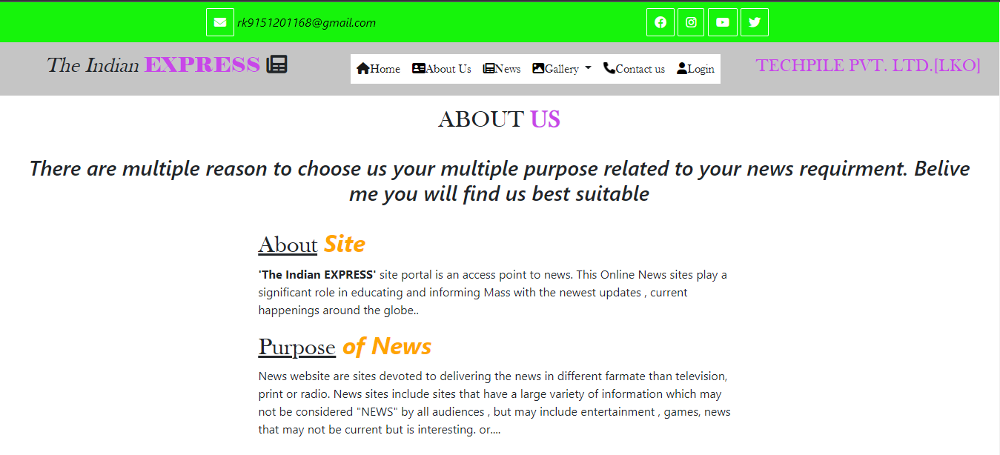 rk9151201168@gmail.com
The Indian EXPRESS
Home About Us News Gallery Contact us Login
TECHPILE PVT. LTD.[LKO]
ABOUT US
There are multiple reason to choose us your multiple purpose related to your news requirment. Belive
me you will find us best suitable
About Site
'The Indian EXPRESS' site portal is an access point to news. This Online News sites play a
significant role in educating and informing Mass with the newest updates , current
happenings around the globe..
Purpose of News
News website are sites devoted to delivering the news in different farmate than television,
print or radio. News sites include sites that have a large variety of information which may
not be considered "NEWS" by all audiences , but may include entertainment , games, news
that may not be current but is interesting. or....